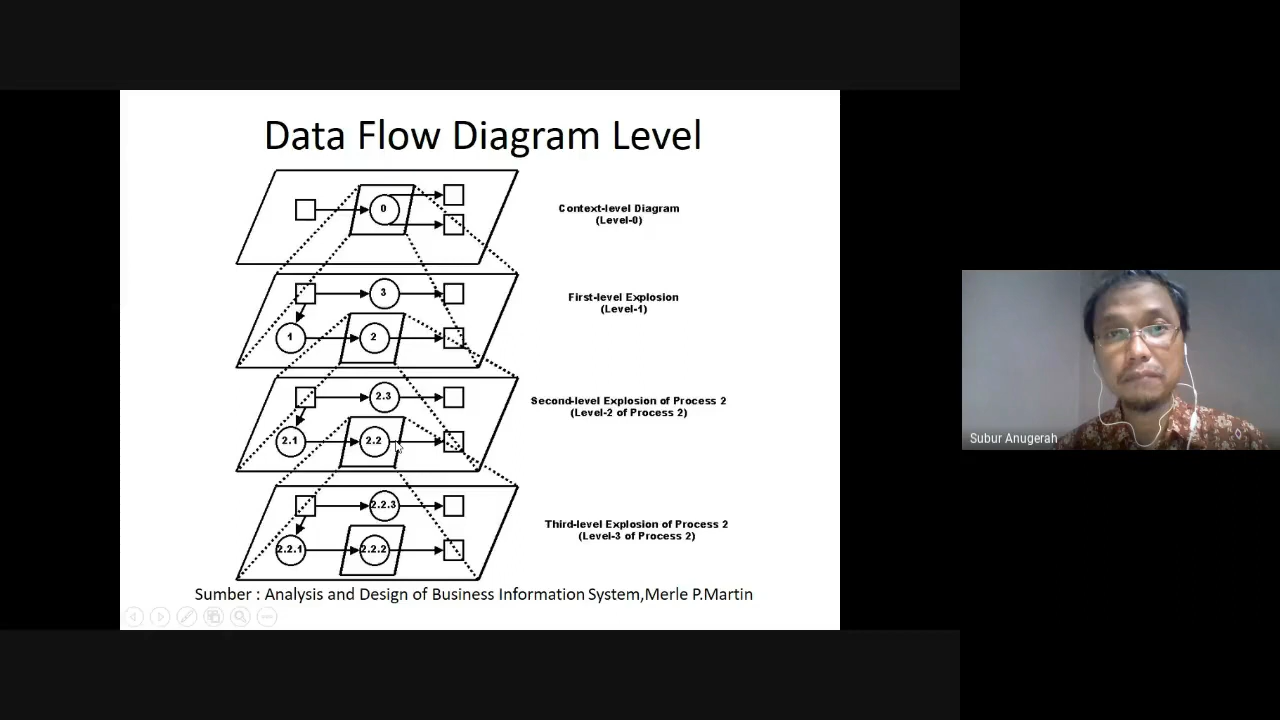 Data Flow Diagram Level
0
Context-level Diagram
(Level-0)
3
1
2
First-level Explosion
(Level-1)
2.3
2.1
2.2
Second-level Explosion of Process 2
(Level-2 of Process 2)
2.2.3
2.2.1
2.2.2
Third-level Explosion of Process 2
(Level-3 of Process 2)
Sumber : Analysis and Design of Business Information System,Merle P.Martin
Subur Anugerah